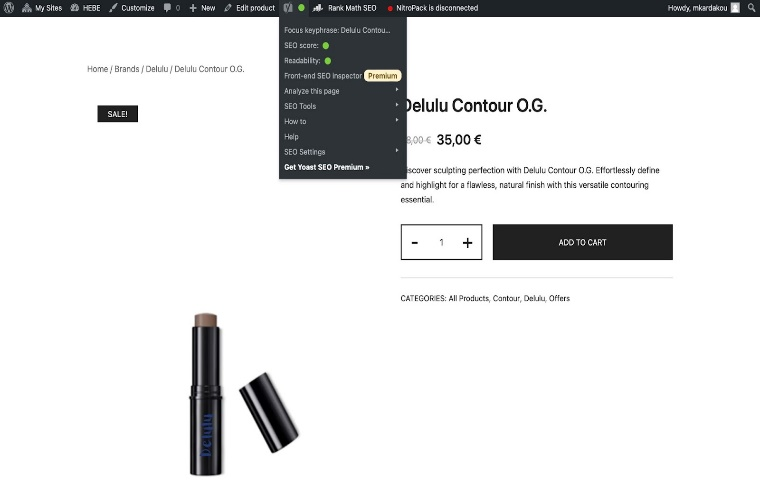 My Sites HEBE Customize 0 New Edit product Rank Math SEO NitroPack is disconnected Howdy, mkardakou
Focus keyphrase: Delulu Contou...
SEO score:
Readability:
Front-end SEO inspector Premium
Analyze this page
SEO Tools
How to
Help
SEO Settings
Get Yoast SEO Premium »
Home / Brands / Delulu / Delulu Contour O.G.
SALE!
Delulu Contour O.G.
8,00 € 35,00 €
Discover sculpting perfection with Delulu Contour O.G. Effortlessly define
and highlight for a flawless, natural finish with this versatile contouring
essential.
- 1 +
ADD TO CART
CATEGORIES: All Products, Contour, Delulu, Offers
Delulu